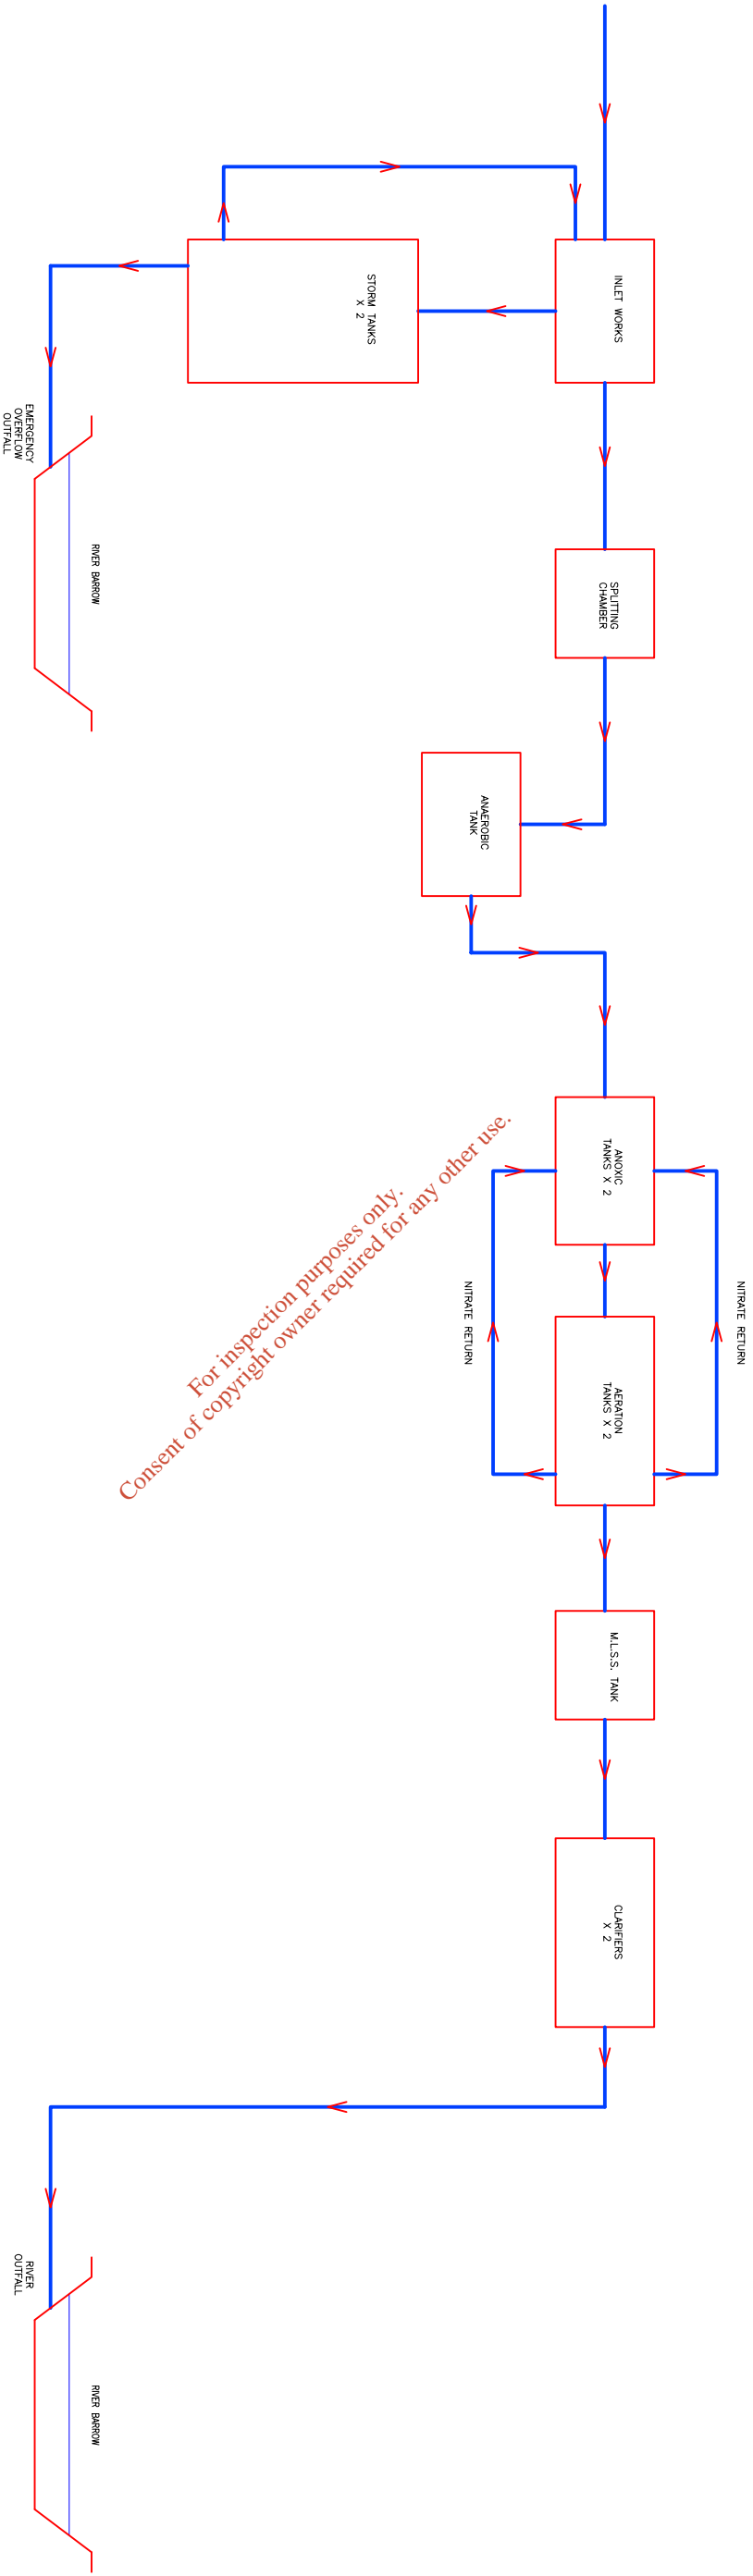 INLET WORKS
STORM TANKS
X 2
EMERGENCY
OVERFLOW
OUTFALL
RIVER BARROW
SPLITTING
CHAMBER
ANAEROBIC
TANK
ANOXIC
TANKS X 2
NITRATE RETURN
NITRATE RETURN
AERATION
TANKS X 2
M.L.S.S. TANK
CLARIFIERS
X 2
RIVER
OUTFALL
RIVER BARROW
For inspection purposes only.
Consent of copyright owner required for any other use.